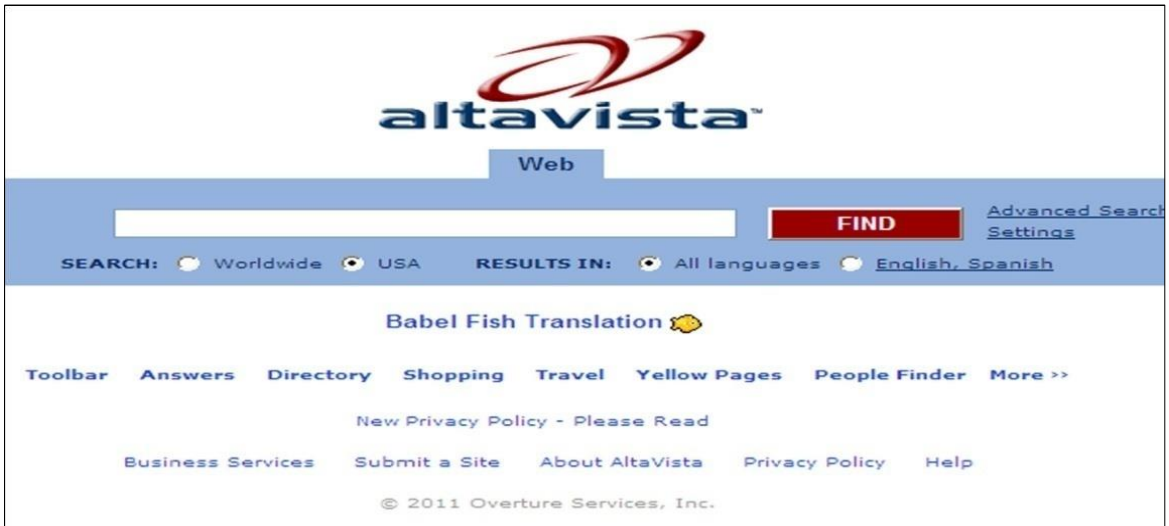 altavista™
Web
FIND
Advanced Search
Settings
SEARCH: Worldwide USA RESULTS IN: All languages English, Spanish
Babel Fish Translation
Toolbar Answers Directory Shopping Travel Yellow Pages People Finder More >>
New Privacy Policy - Please Read
Business Services Submit a Site About AltaVista Privacy Policy Help
© 2011 Overture Services, Inc.